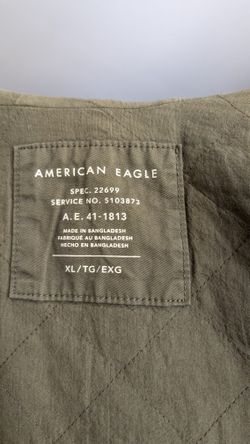 AMERICAN EAGLE
SPEC. 22699
SERVICE NO. 5103873
A.E. 41-1813
MADE IN BANGLADESH
FABRIQUÉ AU BANGLADESH
HECHO EN BANGLADESH
XL/TG/EXG